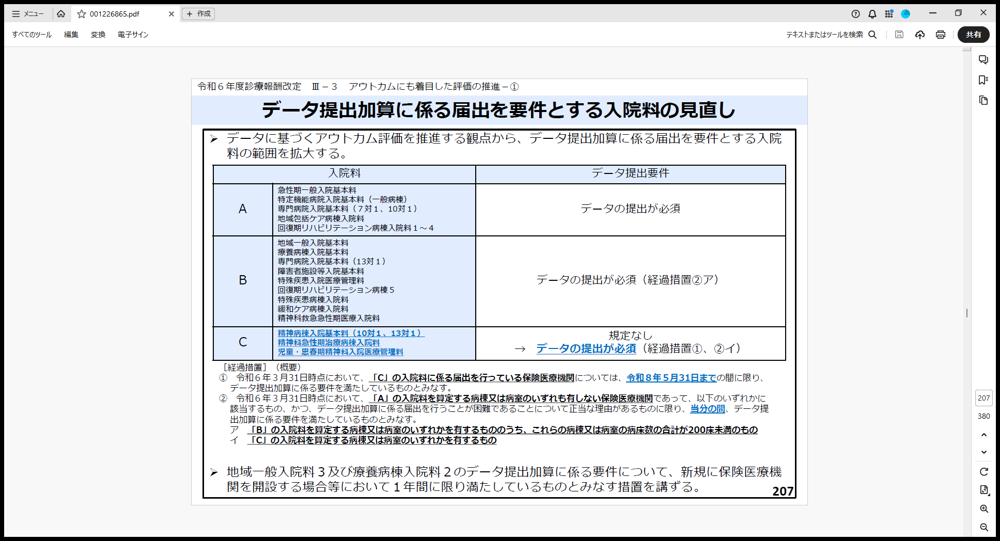 メニュー
001226865.pdf
作成
すべてのツール 編集 変換 電子サイン
テキストまたはツールを検索
共有
令和６年度診療報酬改定　Ⅲ－３　アウトカムにも着目した評価の推進－①
データ提出加算に係る届出を要件とする入院料の見直し
➢ データに基づくアウトカム評価を推進する観点から、データ提出加算に係る届出を要件とする入院
料の範囲を拡大する。
入院料
データ提出要件
A
急性期一般入院基本料
特定機能病院入院基本料（一般病棟）
専門病院入院基本料（７対１、10対１）
地域包括ケア病棟入院料
回復期リハビリテーション病棟入院料１～４
データの提出が必須
B
地域一般入院基本料
療養病棟入院基本料
専門病院入院基本料（13対１）
障害者施設等入院基本料
特殊疾患入院医療管理料
回復期リハビリテーション病棟５
特殊疾患病棟入院料
緩和ケア病棟入院料
精神科救急急性期医療入院料
データの提出が必須（経過措置②ア）
C
精神病棟入院基本料（10対１、13対１）
精神科急性期治療病棟入院料
児童・思春期精神科入院医療管理料
規定なし
→　データの提出が必須（経過措置①、②イ）
［経過措置］（概要）
①　令和６年３月31日時点において、「C」の入院料に係る届出を行っている保険医療機関については、令和８年５月31日までの間に限り、
データ提出加算に係る要件を満たしているものとみなす。
②　令和６年３月31日時点において、「A」の入院料を算定する病棟又は病室のいずれも有しない保険医療機関であって、以下のいずれかに
該当するもの、かつ、データ提出加算に係る届出を行うことが困難であることについて正当な理由があるものに限り、当分の間、データ提
出加算に係る要件を満たしているものとみなす。
ア　「B」の入院料を算定する病棟又は病室のいずれかを有するもののうち、これらの病棟又は病室の病床数の合計が200床未満のもの
イ　「C」の入院料を算定する病棟又は病室のいずれかを有するもの
➢ 地域一般入院料３及び療養病棟入院料２のデータ提出加算に係る要件について、新規に保険医療機
関を開設する場合等において１年間に限り満たしているものとみなす措置を講ずる。
207
207
380